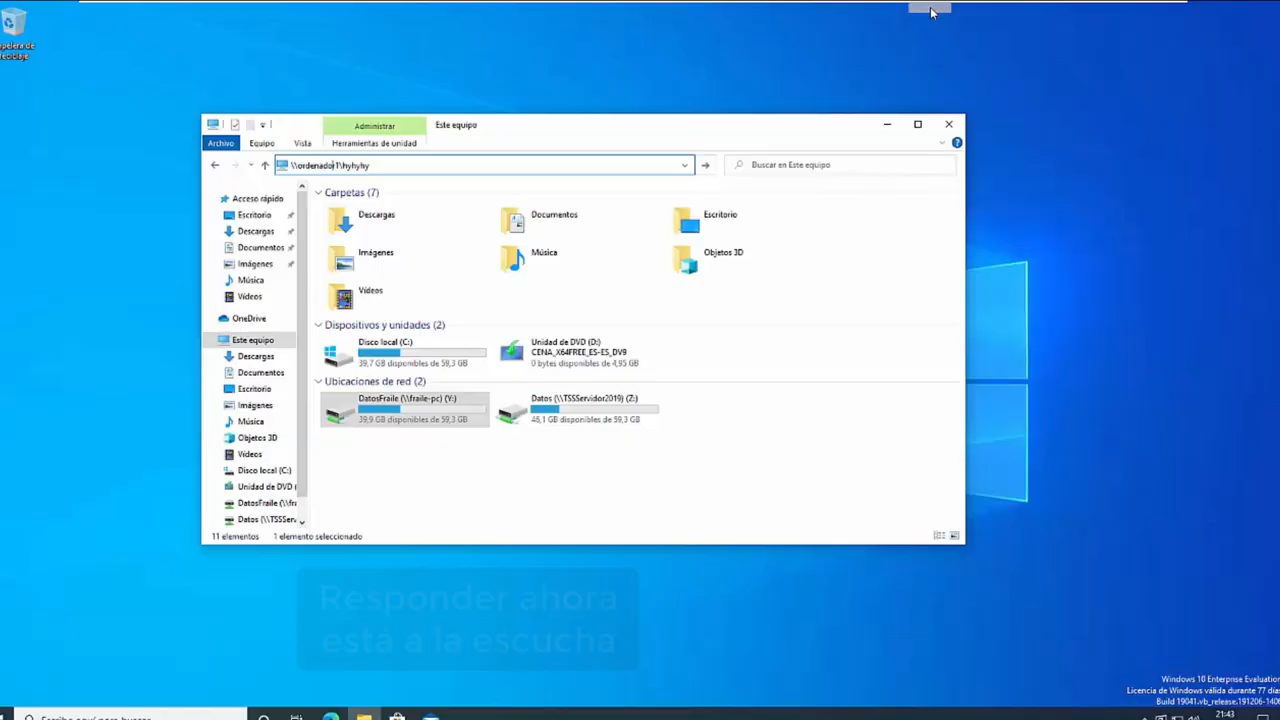 Administrar
Este equipo
Archivo
Equipo
Vista
Herramientas de unidad
\\ordenador1\hyhyhy
Buscar en Este equipo
Acceso rápido
Escritorio
Descargas
Documentos
Imágenes
Música
Vídeos
OneDrive
Este equipo
Descargas
Documentos
Escritorio
Imágenes
Música
Objetos 3D
Vídeos
Disco local (C:)
Unidad de DVD (
DatosFraile (\\fra
Datos (\\TSSServ
Carpetas (7)
Descargas
Documentos
Escritorio
Imágenes
Música
Objetos 3D
Vídeos
Dispositivos y unidades (2)
Disco local (C:)
39,7 GB disponibles de 59,3 GB
Unidad de DVD (D:)
CENA_X64FREE_ES-ES_DV9
0 bytes disponibles de 4,95 GB
Ubicaciones de red (2)
DatosFraile (\\fraile-pc) (Y:)
39,9 GB disponibles de 59,3 GB
Datos (\\TSSServidor2019) (Z:)
46,1 GB disponibles de 59,3 GB
11 elementos
1 elemento seleccionado
Responder ahora
está a la escucha
Windows 10 Enterprise Evaluation
Licencia de Windows válida durante 77 días
Build 19041.vb_release.191206-1406
21:43
papelera de
reciclaje
Escribe aquí para buscar